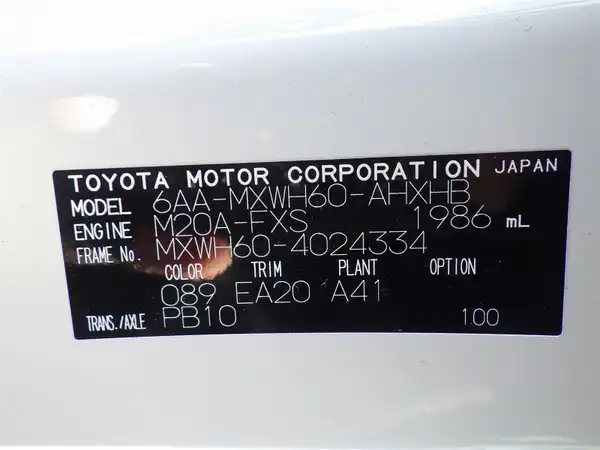 TOYOTA MOTOR CORPORATION JAPAN
MODEL 6AA-MXWH60-AHXHB
ENGINE M20A-FXS 1986 mL
FRAME No. MXWH60-4024334
COLOR TRIM PLANT OPTION
089 EA20 A41
TRANS./AXLE PB10 100